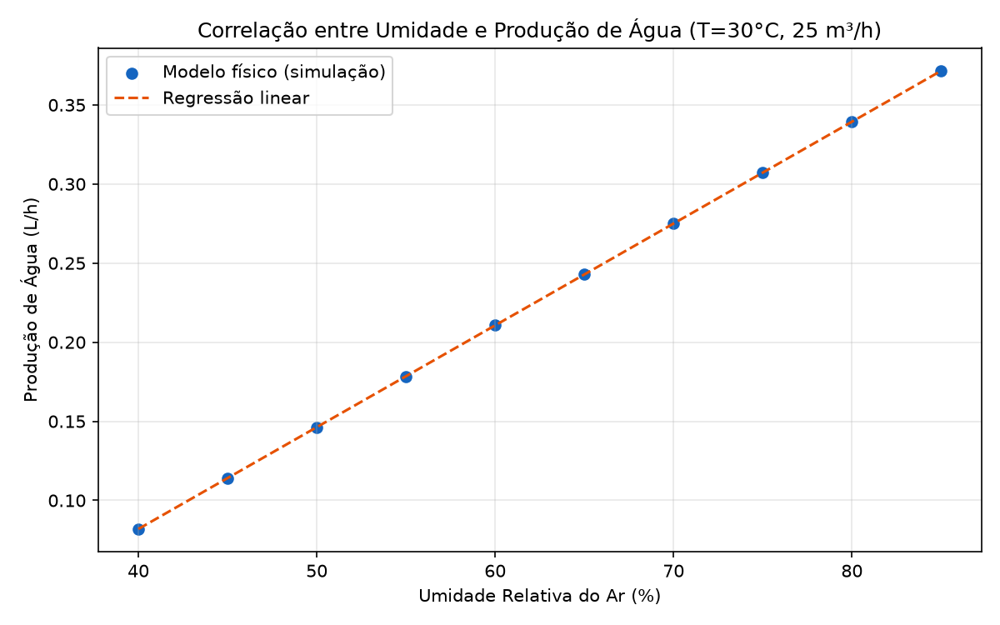 Correlação entre Umidade e Produção de Água (T=30°C, 25 m³/h)
Modelo físico (simulação)
Regressão linear
Produção de Água (L/h)
0.35
0.30
0.25
0.20
0.15
0.10
40 50 60 70 80
Umidade Relativa do Ar (%)